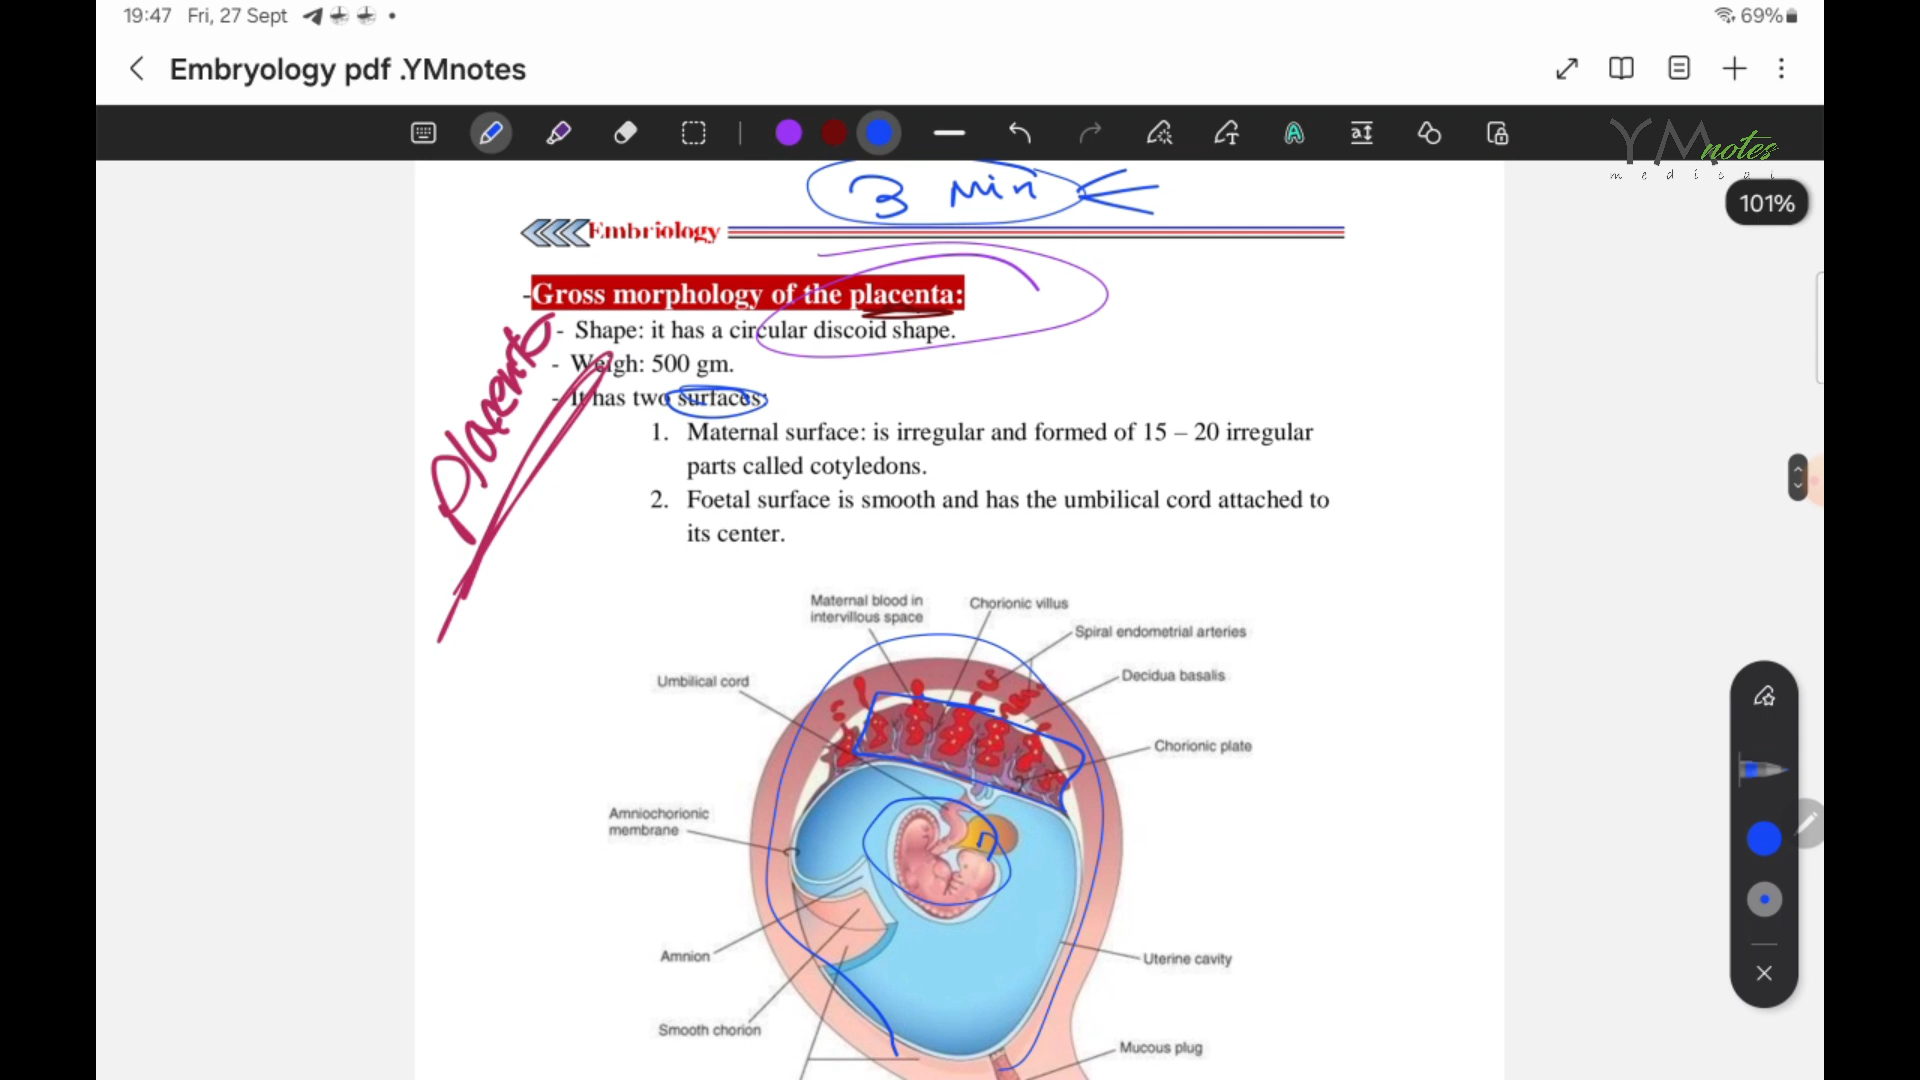 19:47 Fri, 27 Sept
69%
Embryology pdf .YMnotes
YM notes
medical
101%
3 Min
Embriology
-Gross morphology of the placenta:
- Shape: it has a circular discoid shape.
- Weigh: 500 gm.
- It has two surfaces:
1. Maternal surface: is irregular and formed of 15 – 20 irregular
parts called cotyledons.
2. Foetal surface is smooth and has the umbilical cord attached to
its center.
Placenta
Maternal blood in
intervillous space
Chorionic villus
Spiral endometrial arteries
Umbilical cord
Decidua basalis
Chorionic plate
Amniochorionic
membrane
Amnion
Uterine cavity
Smooth chorion
Mucous plug